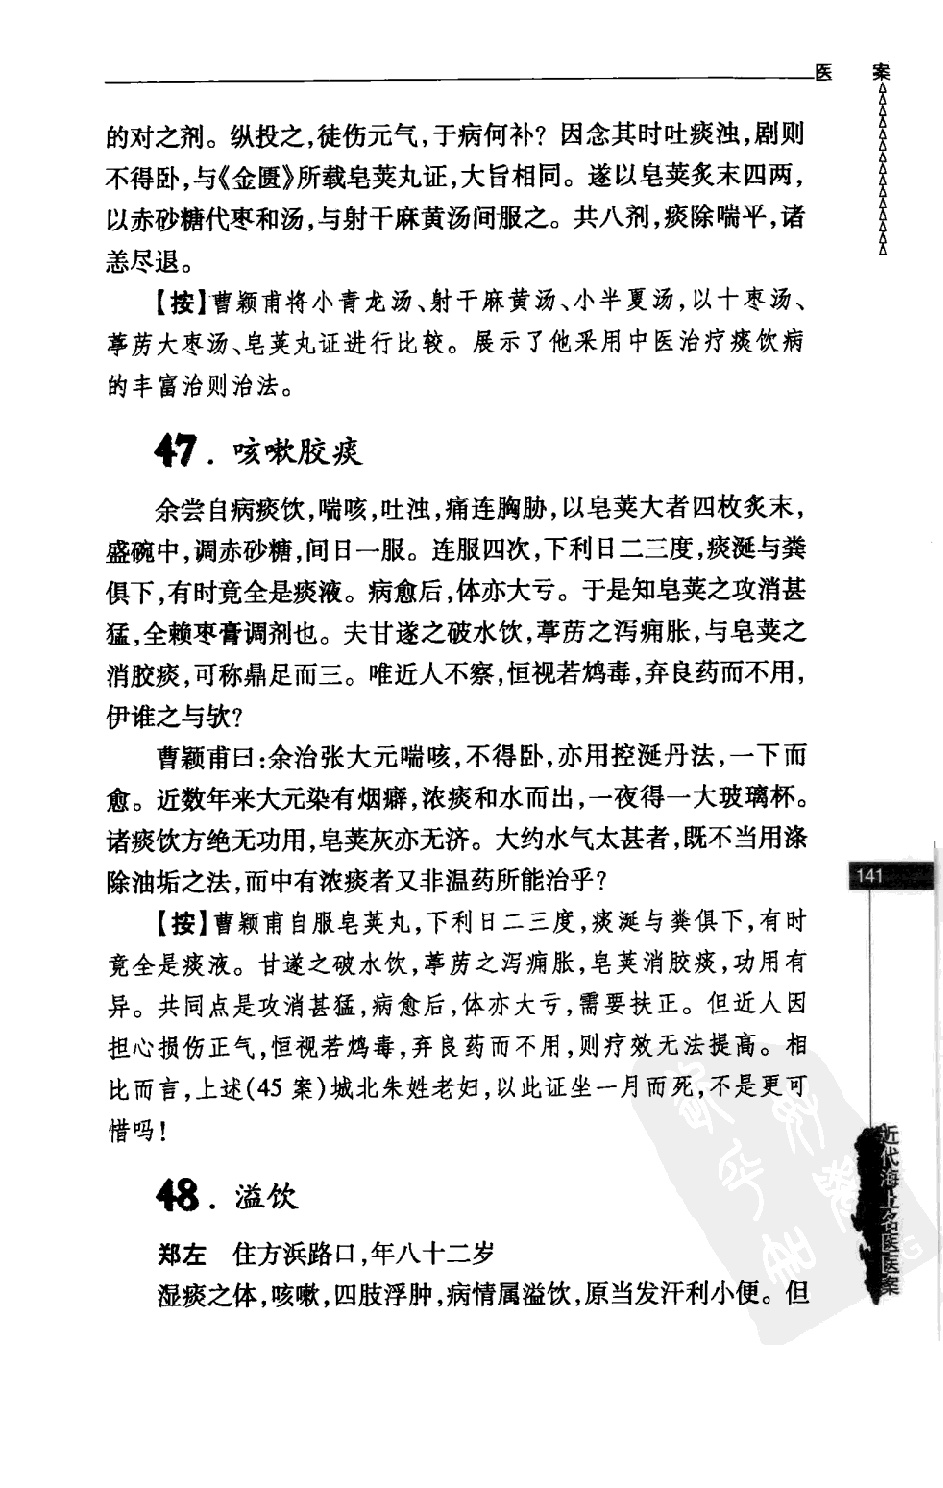 医　案
的对之剂。纵投之,徒伤元气,于病何补？因念其时吐痰浊,剧则
不得卧,与《金匮》所载皂荚丸证,大旨相同。遂以皂荚炙末四两,
以赤砂糖代枣和汤,与射干麻黄汤间服之。共八剂,痰除喘平,诸
恙尽退。
【按】曹颖甫将小青龙汤、射干麻黄汤、小半夏汤,以十枣汤、
葶苈大枣汤、皂荚丸证进行比较。展示了他采用中医治疗痰饮病
的丰富治则治法。
47．咳嗽胶痰
余尝自病痰饮,喘咳,吐浊,痛连胸胁,以皂荚大者四枚炙末,
盛碗中,调赤砂糖,间日一服。连服四次,下利日二三度,痰涎与粪
俱下,有时竟全是痰液。病愈后,体亦大亏。于是知皂荚之攻消甚
猛,全赖枣膏调剂也。夫甘遂之破水饮,葶苈之泻痈胀,与皂荚之
消胶痰,可称鼎足而三。唯近人不察,恒视若鸩毒,弃良药而不用,
伊谁之与欤？
曹颖甫曰:余治张大元喘咳,不得卧,亦用控涎丹法,一下而
愈。近数年来大元染有烟癖,浓痰和水而出,一夜得一大玻璃杯。
诸痰饮方绝无功用,皂荚灰亦无济。大约水气太甚者,既不当用涤
除油垢之法,而中有浓痰者又非温药所能治乎？
【按】曹颖甫自服皂荚丸,下利日二三度,痰涎与粪俱下,有时
竟全是痰液。甘遂之破水饮,葶苈之泻痈胀,皂荚消胶痰,功用有
异。共同点是攻消甚猛,病愈后,体亦大亏,需要扶正。但近人因
担心损伤正气,恒视若鸩毒,弃良药而不用,则疗效无法提高。相
比而言,上述(45 案)城北朱姓老妇,以此证坐一月而死,不是更可
惜吗!
48．溢饮
郑左　住方浜路口,年八十二岁
湿痰之体,咳嗽,四肢浮肿,病情属溢饮,原当发汗利小便。但
141
近代海上名医医案